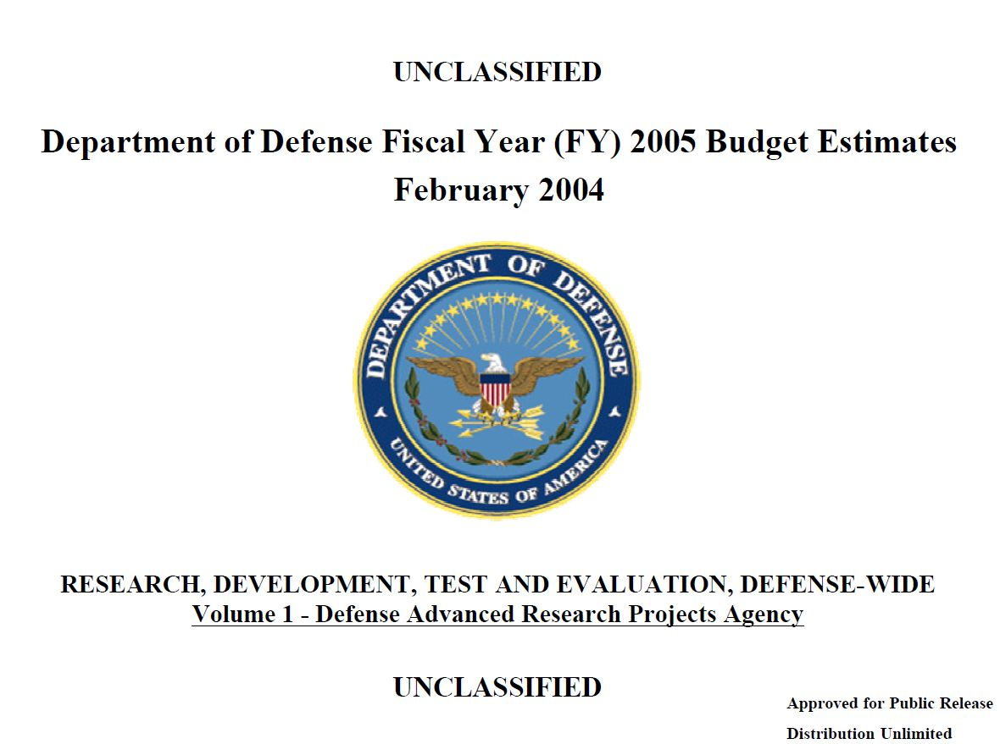 UNCLASSIFIED
Department of Defense Fiscal Year (FY) 2005 Budget Estimates
February 2004
DEPARTMENT OF DEFENSE
UNITED STATES OF AMERICA
RESEARCH, DEVELOPMENT, TEST AND EVALUATION, DEFENSE-WIDE
Volume 1 - Defense Advanced Research Projects Agency
UNCLASSIFIED
Approved for Public Release
Distribution Unlimited